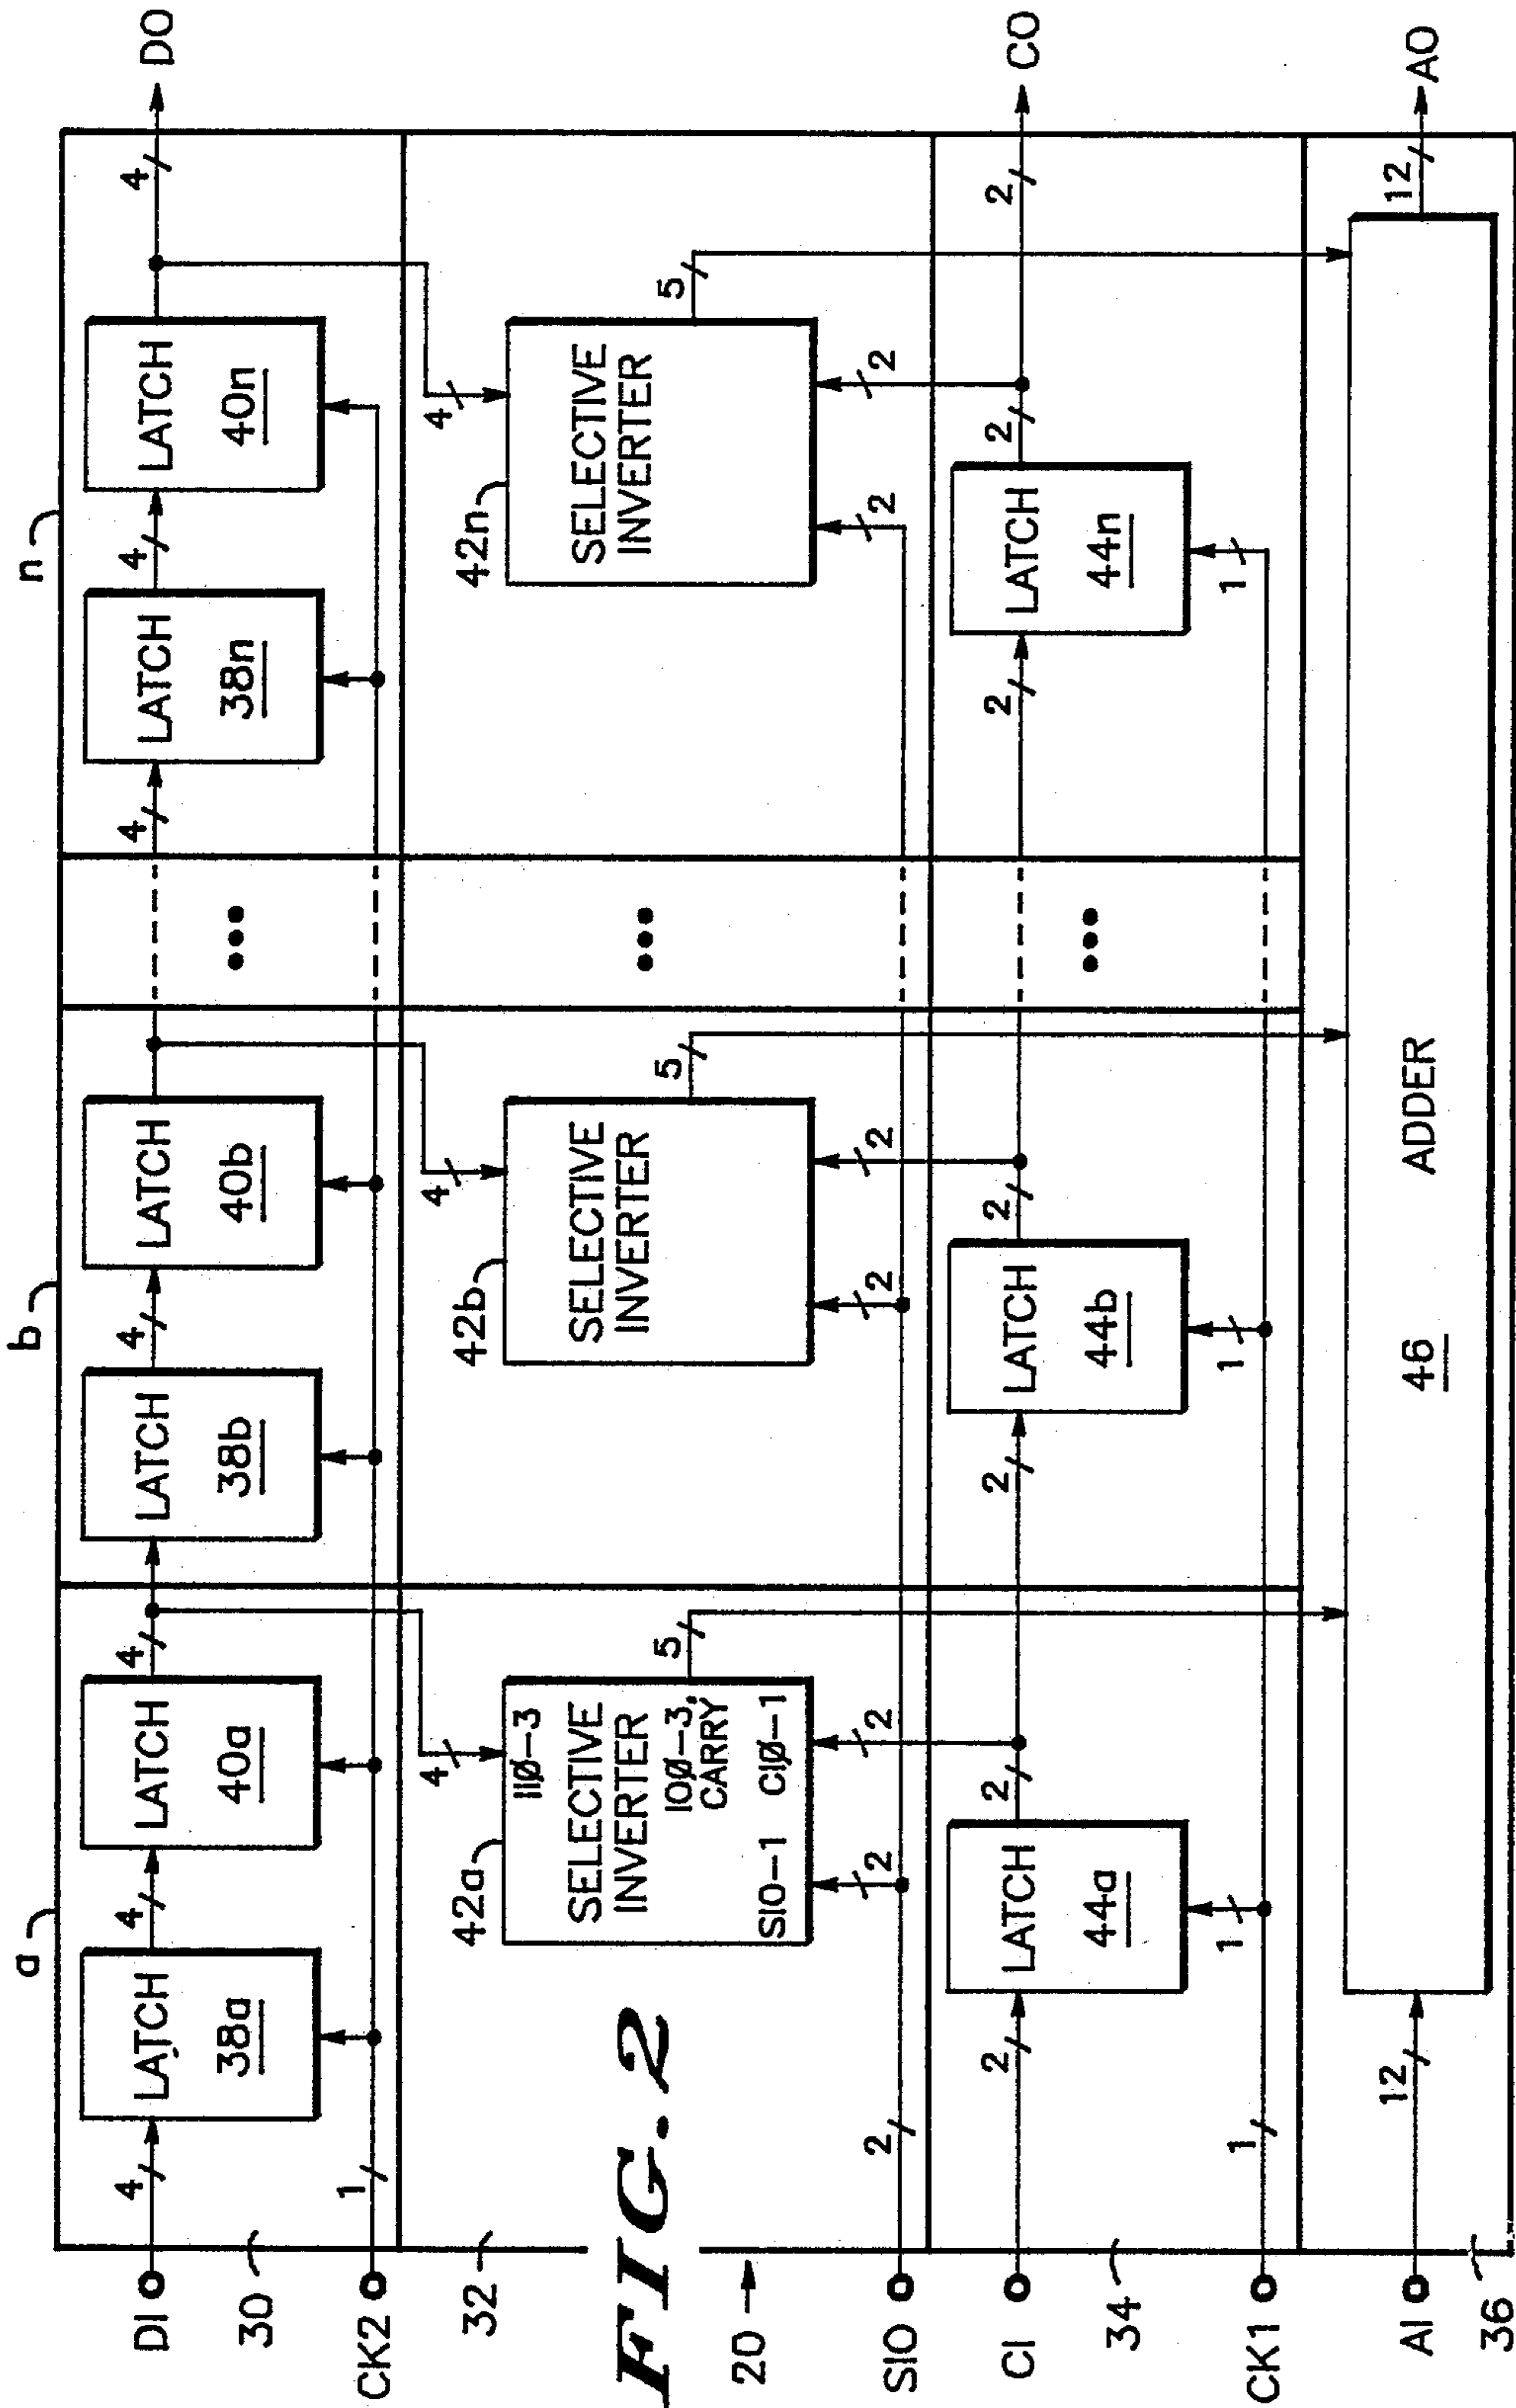 a
b
n
DI
4
LATCH
38a
4
LATCH
40a
4
LATCH
38b
4
LATCH
40b
4
LATCH
38n
4
LATCH
40n
4
DO
30
CK2
1
32
42a
4
I1Ø-3
SELECTIVE
INVERTER
1OØ-3,
CARRY
SIO-1 CIØ-1
5
2
2
42b
4
SELECTIVE
INVERTER
5
2
2
42n
4
SELECTIVE
INVERTER
5
2
2
FIG. 2
20
SIO
2
CI
2
LATCH
44a
2
1
2
LATCH
44b
2
1
2
LATCH
44n
2
1
2
CO
34
CK1
1
AI
12
46
ADDER
12
AO
36